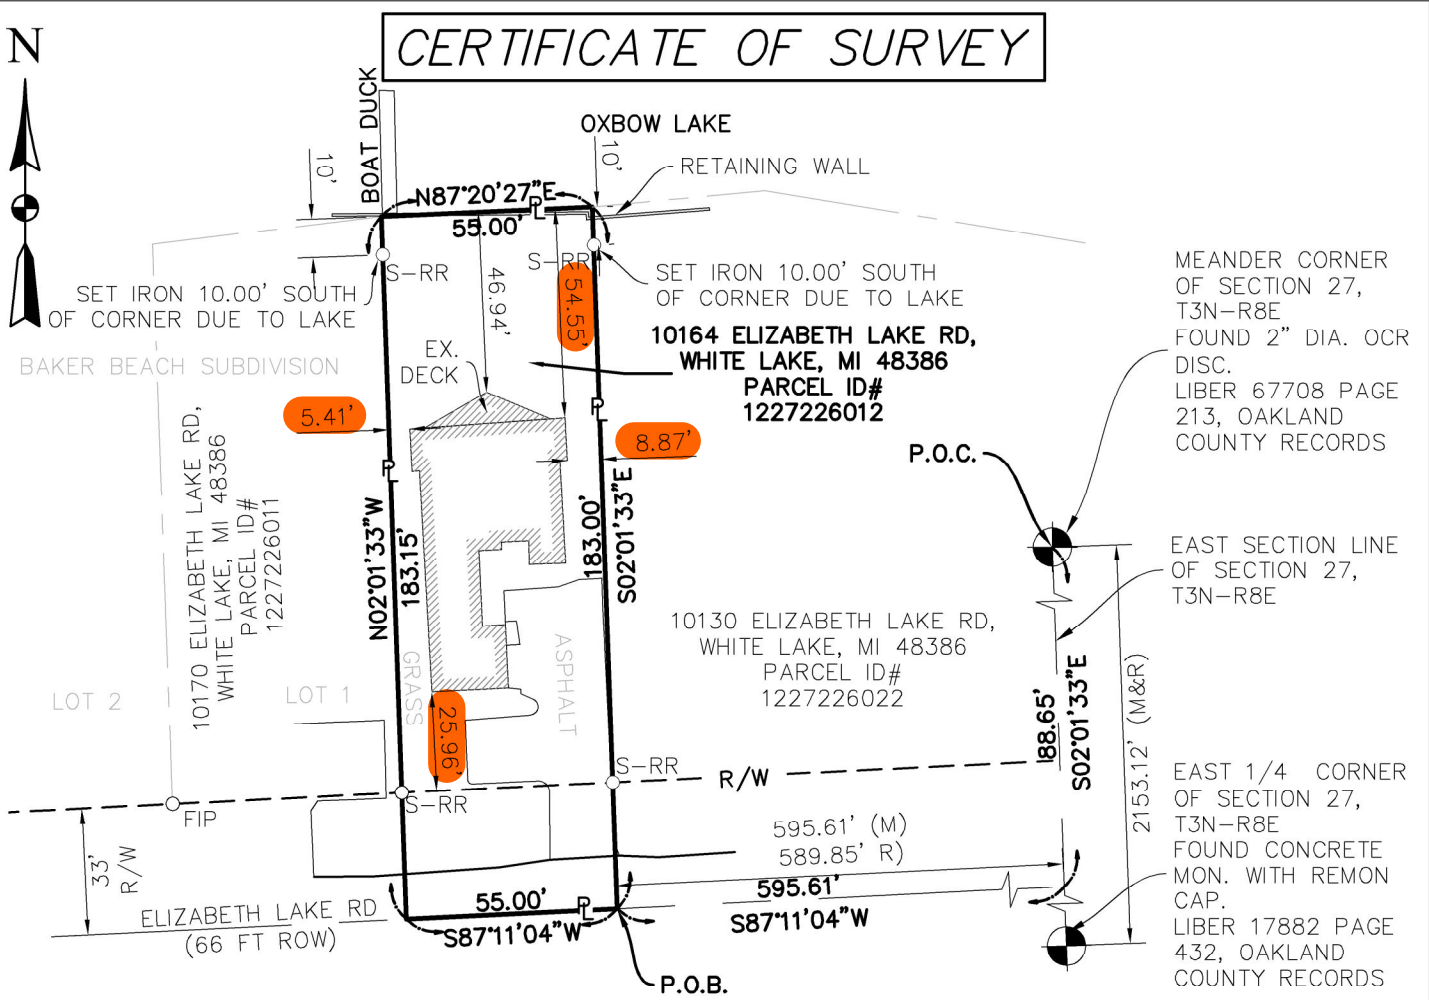 CERTIFICATE OF SURVEY
N
BOAT DUCK
OXBOW LAKE
10'
10'
RETAINING WALL
N87°20'27"E
PL
55.00'
S-RR
S-RR
SET IRON 10.00' SOUTH
OF CORNER DUE TO LAKE
SET IRON 10.00' SOUTH
OF CORNER DUE TO LAKE
46.94'
54.55'
10164 ELIZABETH LAKE RD,
WHITE LAKE, MI 48386
PARCEL ID#
1227226012
MEANDER CORNER
OF SECTION 27,
T3N-R8E
FOUND 2" DIA. OCR
DISC.
LIBER 67708 PAGE
213, OAKLAND
COUNTY RECORDS
BAKER BEACH SUBDIVISION
EX.
DECK
5.41'
8.87'
PL
PL
P.O.C.
10170 ELIZABETH LAKE RD,
WHITE LAKE, MI 48386
PARCEL ID#
1227226011
N02°01'33"W
183.15'
183.00'
S02°01'33"E
EAST SECTION LINE
OF SECTION 27,
T3N-R8E
10130 ELIZABETH LAKE RD,
WHITE LAKE, MI 48386
PARCEL ID#
1227226022
LOT 2
LOT 1
GRASS
ASPHALT
25.96'
88.65'
S02°01'33"E
2153.12' (M&R)
S-RR
S-RR
R/W
FIP
33'
R/W
EAST 1/4 CORNER
OF SECTION 27,
T3N-R8E
FOUND CONCRETE
MON. WITH REMON
CAP.
LIBER 17882 PAGE
432, OAKLAND
COUNTY RECORDS
595.61' (M)
589.85' R)
595.61'
S87°11'04"W
55.00'
PL
S87°11'04"W
ELIZABETH LAKE RD
(66 FT ROW)
P.O.B.